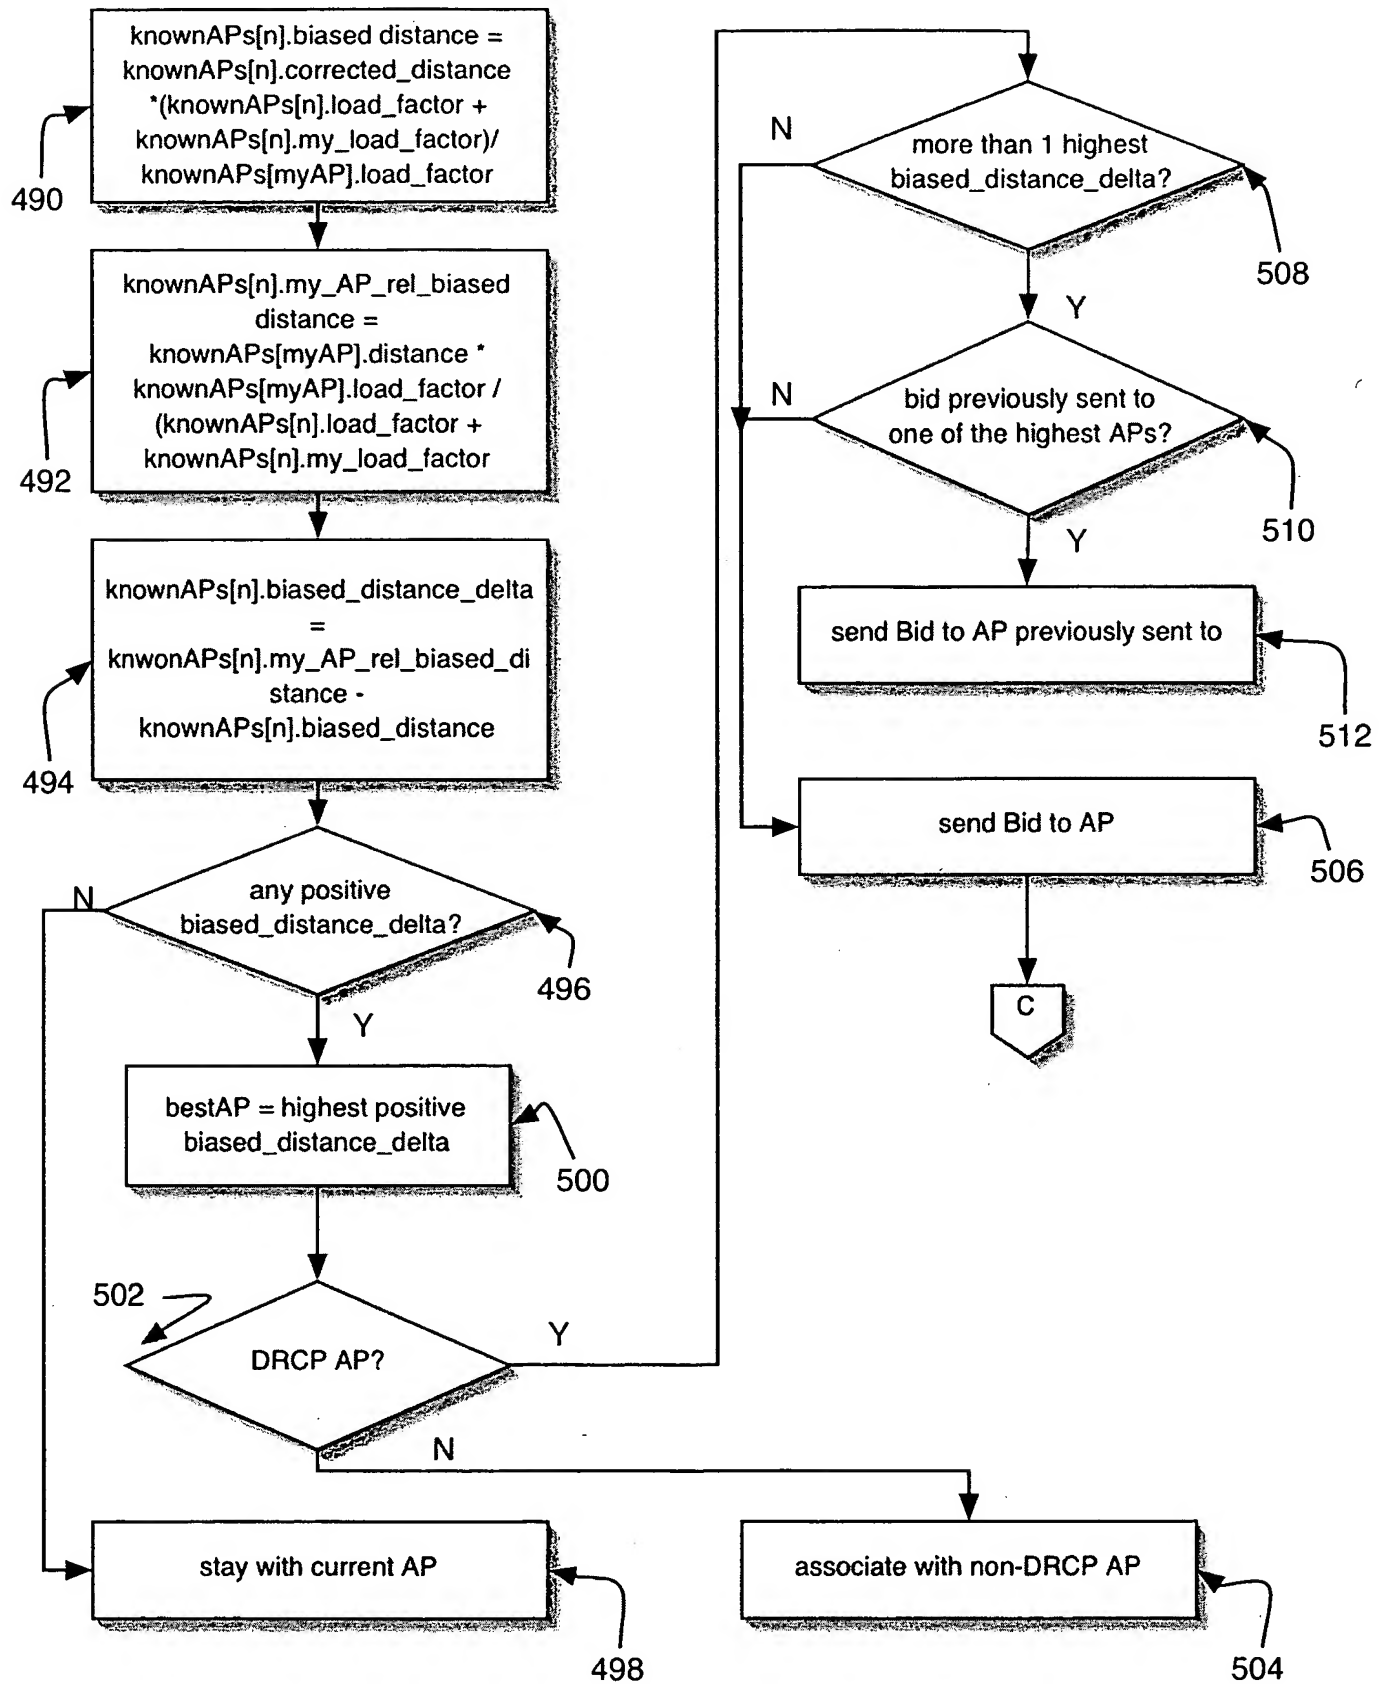 knownAPs[n].biased distance =
knownAPs[n].corrected_distance
*(knownAPs[n].load_factor +
knownAPs[n].my_load_factor)/
knownAPs[myAP].load_factor
490
knownAPs[n].my_AP_rel_biased
distance =
knownAPs[myAP].distance *
knownAPs[myAP].load_factor /
(knownAPs[n].load_factor +
knownAPs[n].my_load_factor
492
knownAPs[n].biased_distance_delta
=
knwonAPs[n].my_AP_rel_biased_di
stance -
knownAPs[n].biased_distance
494
any positive
biased_distance_delta?
N
496
Y
bestAP = highest positive
biased_distance_delta
500
502
DRCP AP?
Y
N
stay with current AP
498
associate with non-DRCP AP
504
more than 1 highest
biased_distance_delta?
N
508
Y
bid previously sent to
one of the highest APs?
N
510
Y
send Bid to AP previously sent to
512
send Bid to AP
506
C